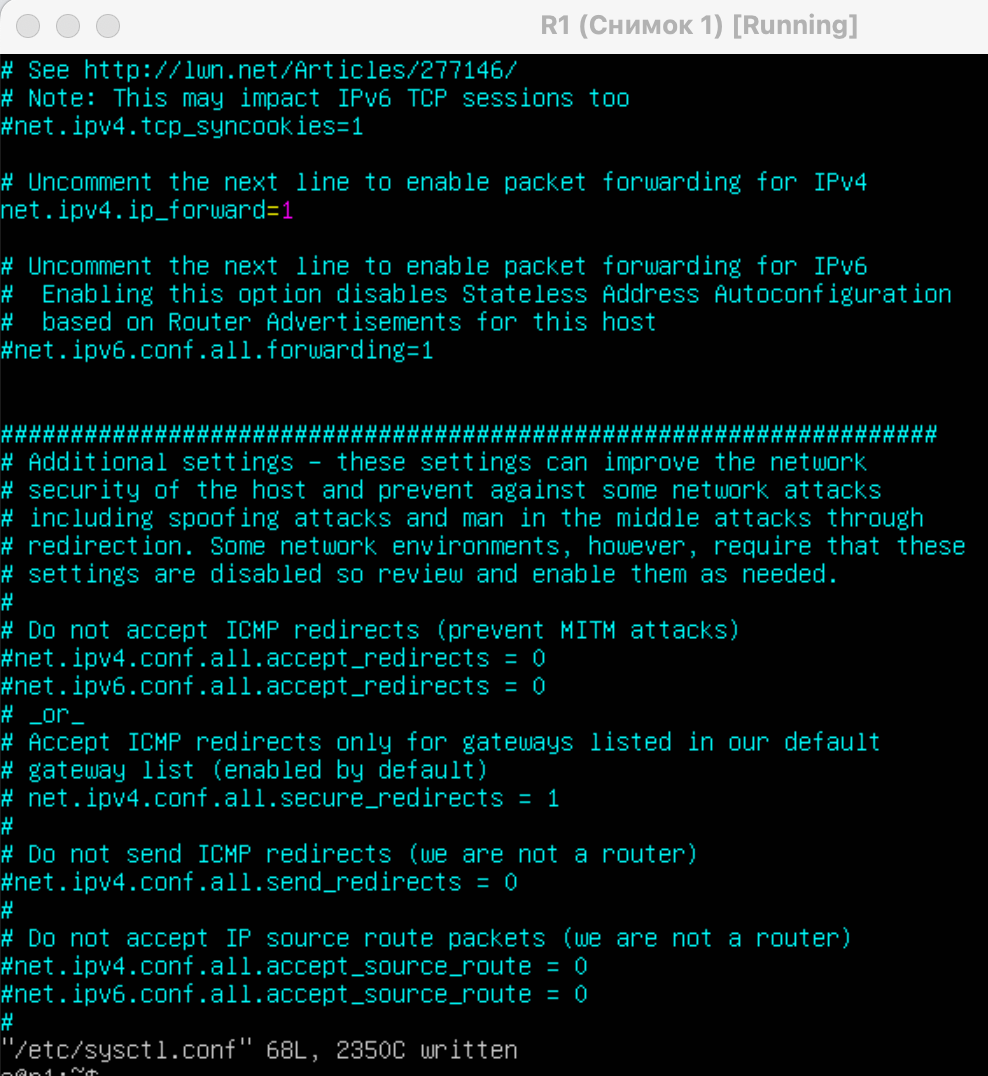 R1 (Снимок 1) [Running]
# See http://lwn.net/Articles/277146/
# Note: This may impact IPv6 TCP sessions too
#net.ipv4.tcp_syncookies=1
# Uncomment the next line to enable packet forwarding for IPv4
net.ipv4.ip_forward=1
# Uncomment the next line to enable packet forwarding for IPv6
#  Enabling this option disables Stateless Address Autoconfiguration
#  based on Router Advertisements for this host
#net.ipv6.conf.all.forwarding=1
###################################################################
# Additional settings - these settings can improve the network
# security of the host and prevent against some network attacks
# including spoofing attacks and man in the middle attacks through
# redirection. Some network environments, however, require that these
# settings are disabled so review and enable them as needed.
#
# Do not accept ICMP redirects (prevent MITM attacks)
#net.ipv4.conf.all.accept_redirects = 0
#net.ipv6.conf.all.accept_redirects = 0
# _or_
# Accept ICMP redirects only for gateways listed in our default
# gateway list (enabled by default)
# net.ipv4.conf.all.secure_redirects = 1
#
# Do not send ICMP redirects (we are not a router)
#net.ipv4.conf.all.send_redirects = 0
#
# Do not accept IP source route packets (we are not a router)
#net.ipv4.conf.all.accept_source_route = 0
#net.ipv6.conf.all.accept_source_route = 0
#
"/etc/sysctl.conf" 68L, 2350C written